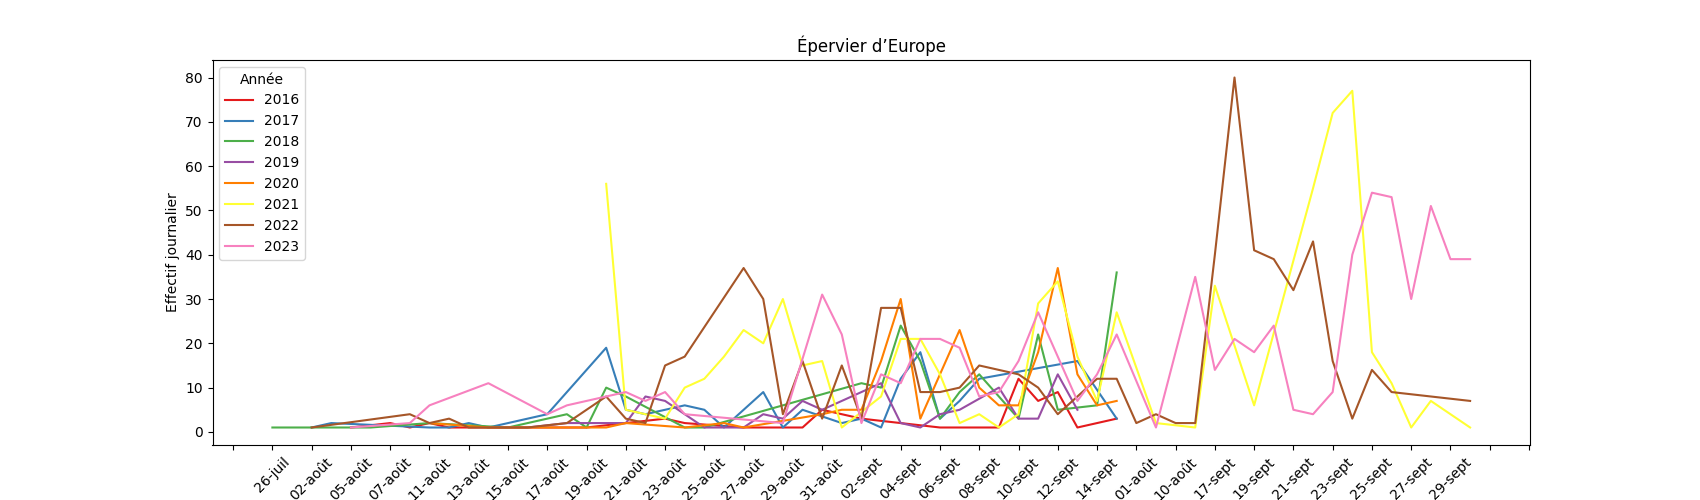 Épervier d’Europe
Effectif journalier
80
70
60
50
40
30
20
10
0
Année
2016
2017
2018
2019
2020
2021
2022
2023
26-juil
02-août
05-août
07-août
11-août
13-août
15-août
17-août
19-août
21-août
23-août
25-août
27-août
29-août
31-août
02-sept
04-sept
06-sept
08-sept
10-sept
12-sept
14-sept
01-août
10-août
17-sept
19-sept
21-sept
23-sept
25-sept
27-sept
29-sept